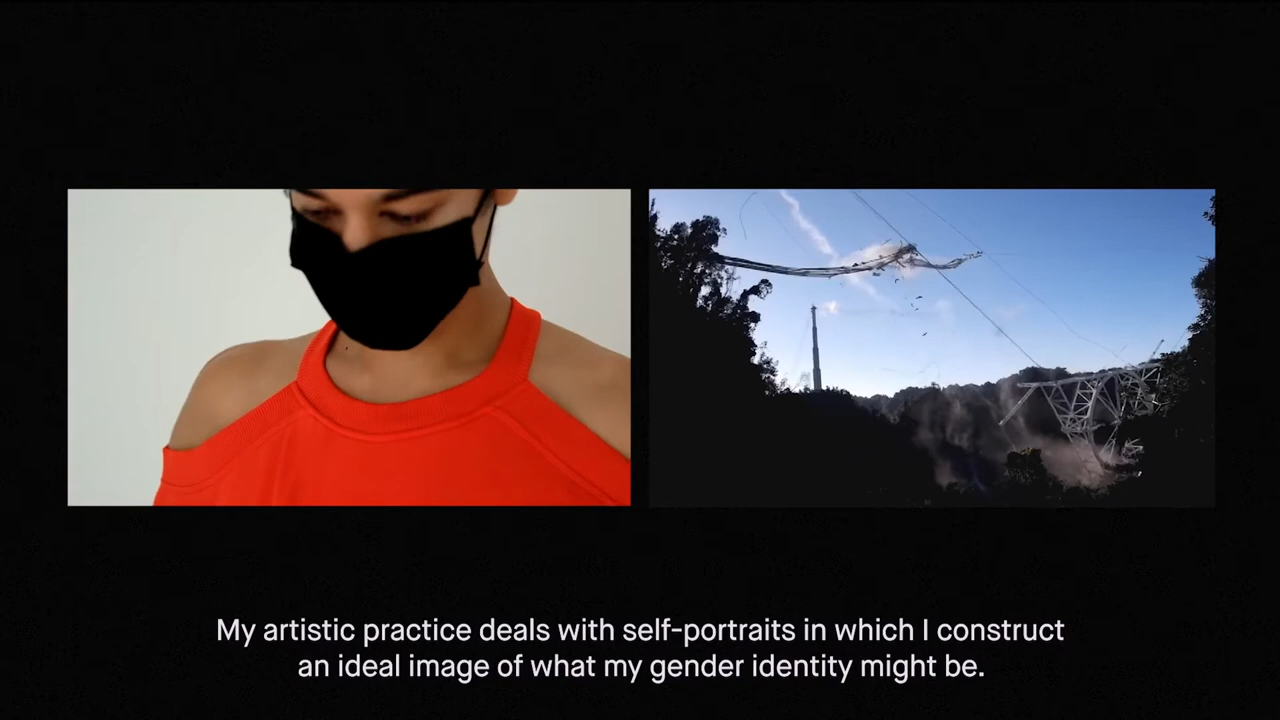 My artistic practice deals with self-portraits in which I construct
an ideal image of what my gender identity might be.